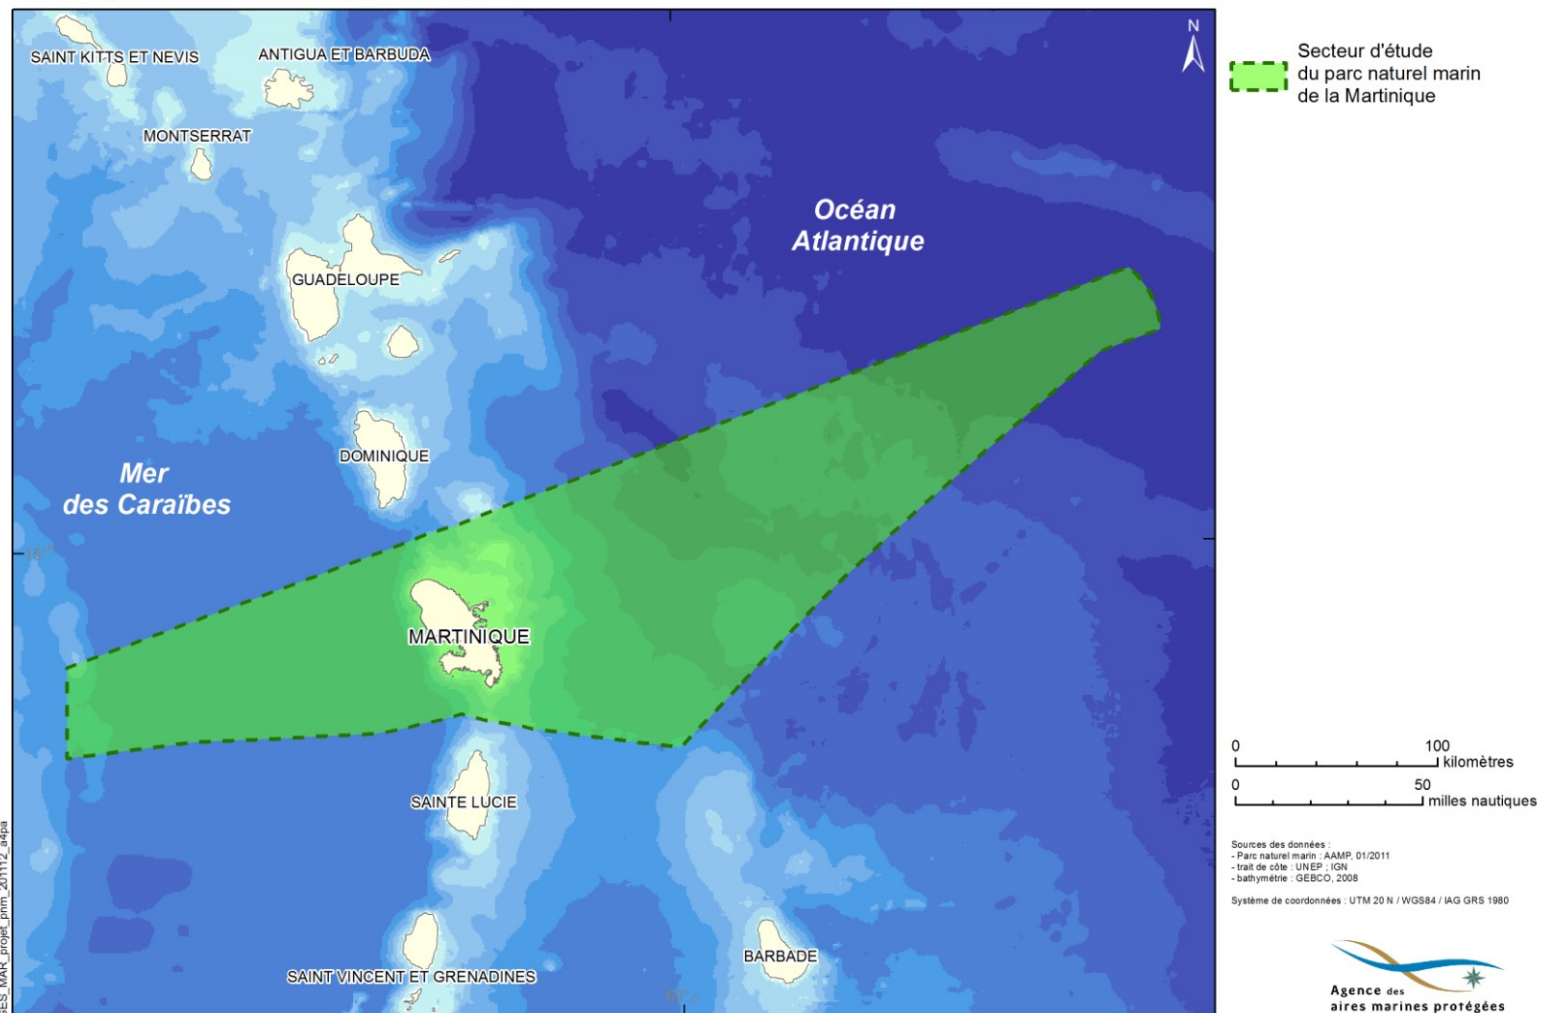 N
SAINT KITTS ET NEVIS
ANTIGUA ET BARBUDA
MONTSERRAT
GUADELOUPE
DOMINIQUE
Océan
Atlantique
Mer
des Caraïbes
15°
MARTINIQUE
SAINTE LUCIE
SAINT VINCENT ET GRENADINES
BARBADE
60°
Secteur d'étude
du parc naturel marin
de la Martinique
0 100
kilomètres
0 50
milles nautiques
Sources des données :
- Parc naturel marin : AAMP, 01/2011
- trait de côte : UNEP ; IGN
- bathymétrie : GEBCO, 2008
Système de coordonnées : UTM 20 N / WGS84 / IAG GRS 1980
Agence des
aires marines protégées
MAR_projet_pnm_201112_a4pa